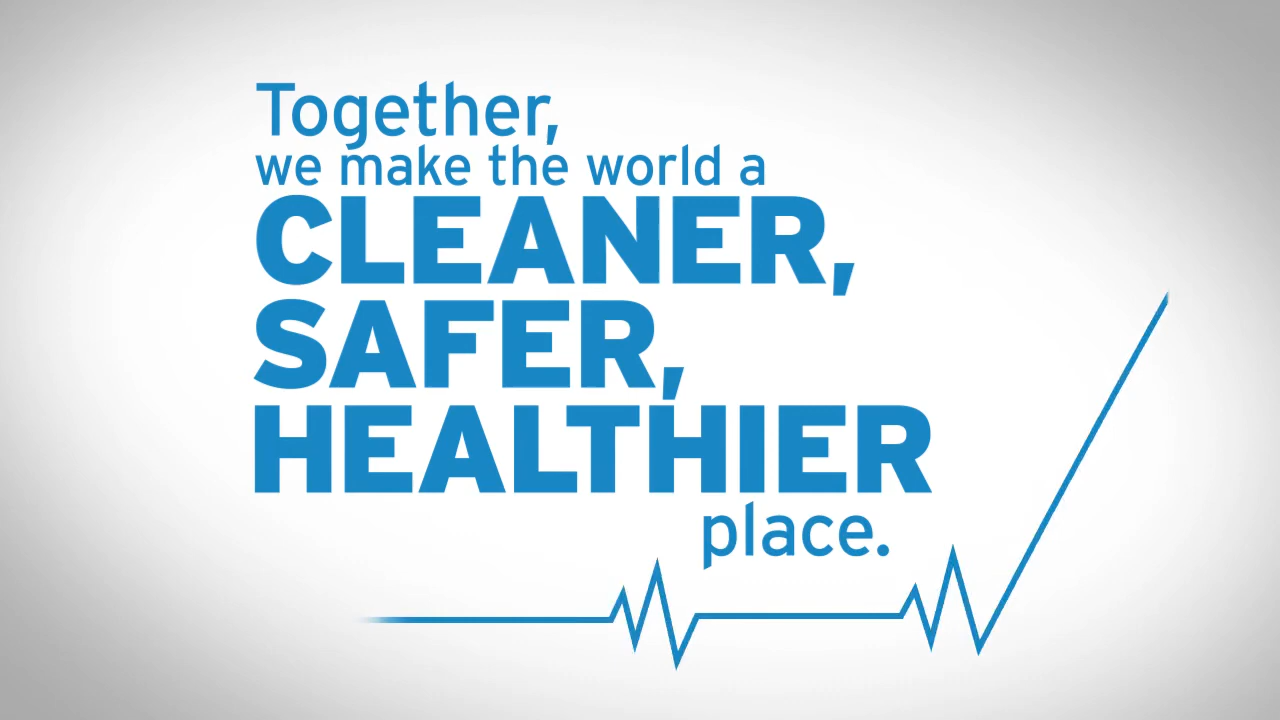 Together,
we make the world a
CLEANER,
SAFER,
HEALTHIER
place.